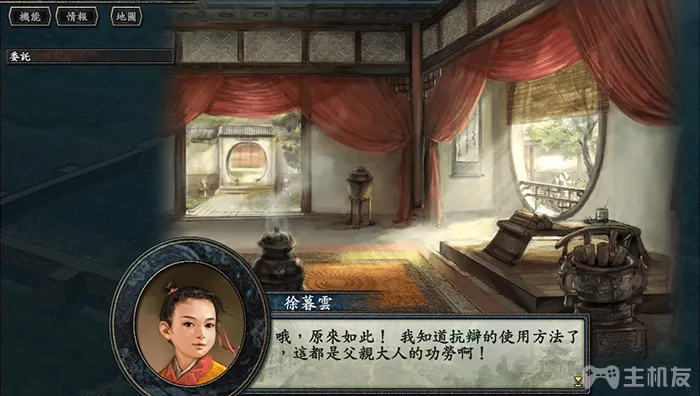 機能 情報 地圖
委託
徐暮雲
哦，原來如此！ 我知道抗辯的使用方法了
，這都是父親大人的功勞啊！
主机友